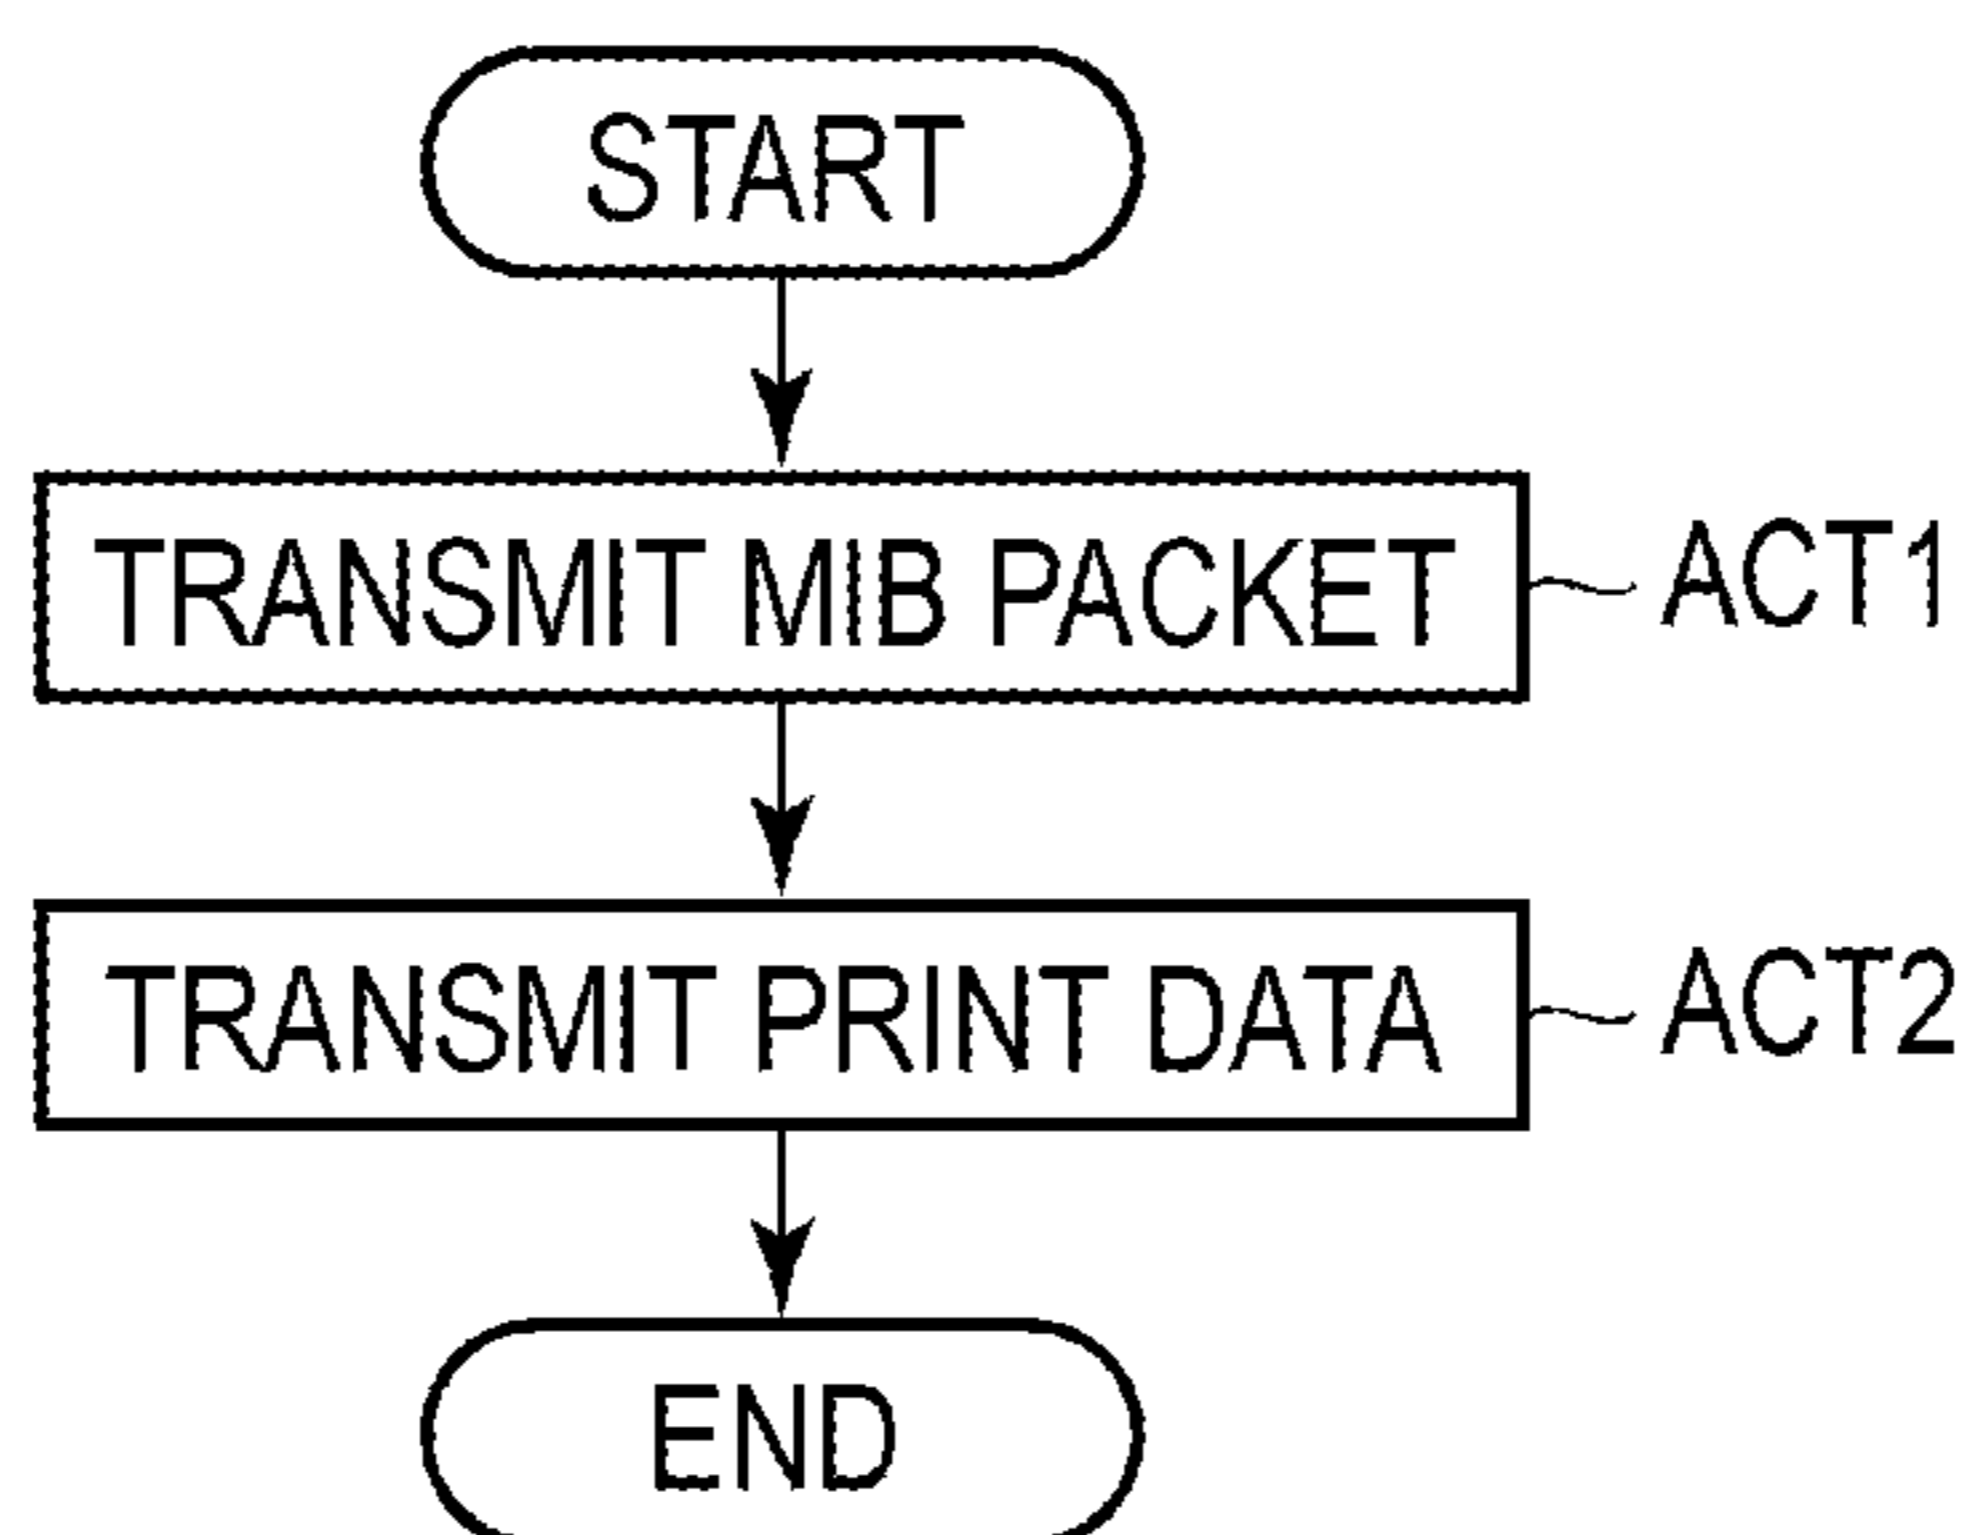 START
TRANSMIT MIB PACKET
ACT1
TRANSMIT PRINT DATA
ACT2
END